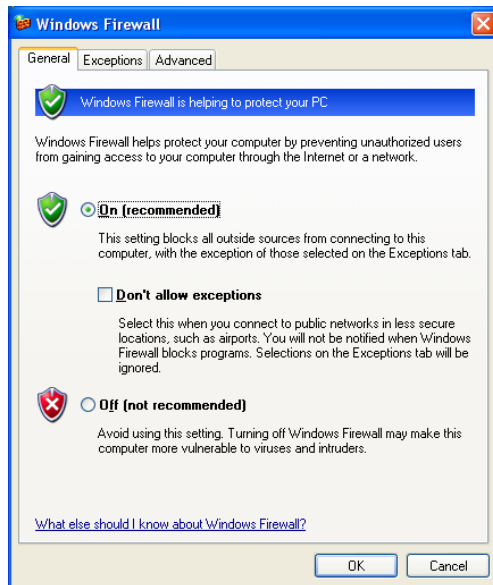 Windows Firewall
General Exceptions Advanced
Windows Firewall is helping to protect your PC
Windows Firewall helps protect your computer by preventing unauthorized users
from gaining access to your computer through the Internet or a network.
On (recommended)
This setting blocks all outside sources from connecting to this
computer, with the exception of those selected on the Exceptions tab.
Don't allow exceptions
Select this when you connect to public networks in less secure
locations, such as airports. You will not be notified when Windows
Firewall blocks programs. Selections on the Exceptions tab will be
ignored.
Off (not recommended)
Avoid using this setting. Turning off Windows Firewall may make this
computer more vulnerable to viruses and intruders.
What else should I know about Windows Firewall?
OK Cancel